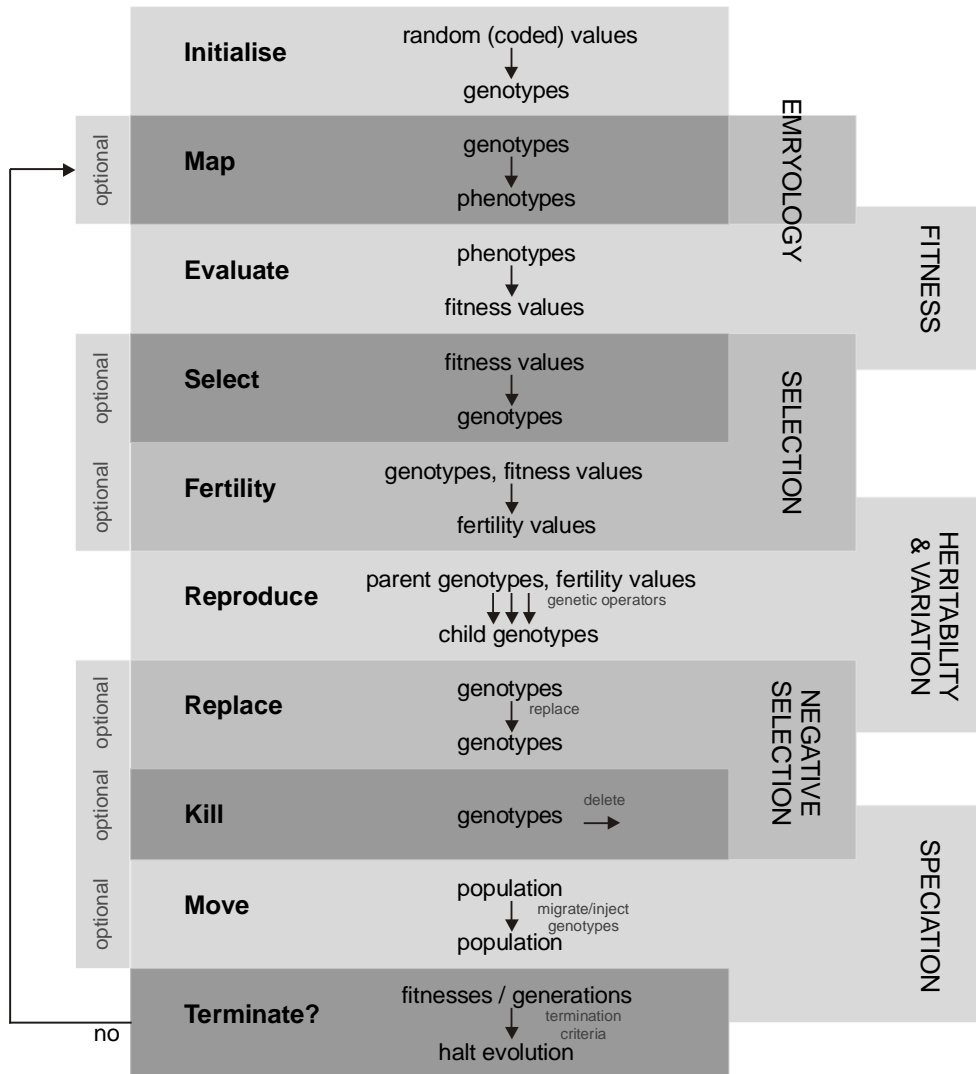 Initialise
random (coded) values
genotypes
optional
Map
genotypes
phenotypes
EMRYOLOGY
Evaluate
phenotypes
fitness values
FITNESS
optional
Select
fitness values
genotypes
SELECTION
optional
Fertility
genotypes, fitness values
fertility values
Reproduce
parent genotypes, fertility values
genetic operators
child genotypes
HERITABILITY
& VARIATION
optional
Replace
genotypes
replace
genotypes
NEGATIVE
SELECTION
optional
Kill
genotypes
delete
optional
Move
population
migrate/inject
genotypes
population
SPECIATION
Terminate?
fitnesses / generations
termination
criteria
halt evolution
no